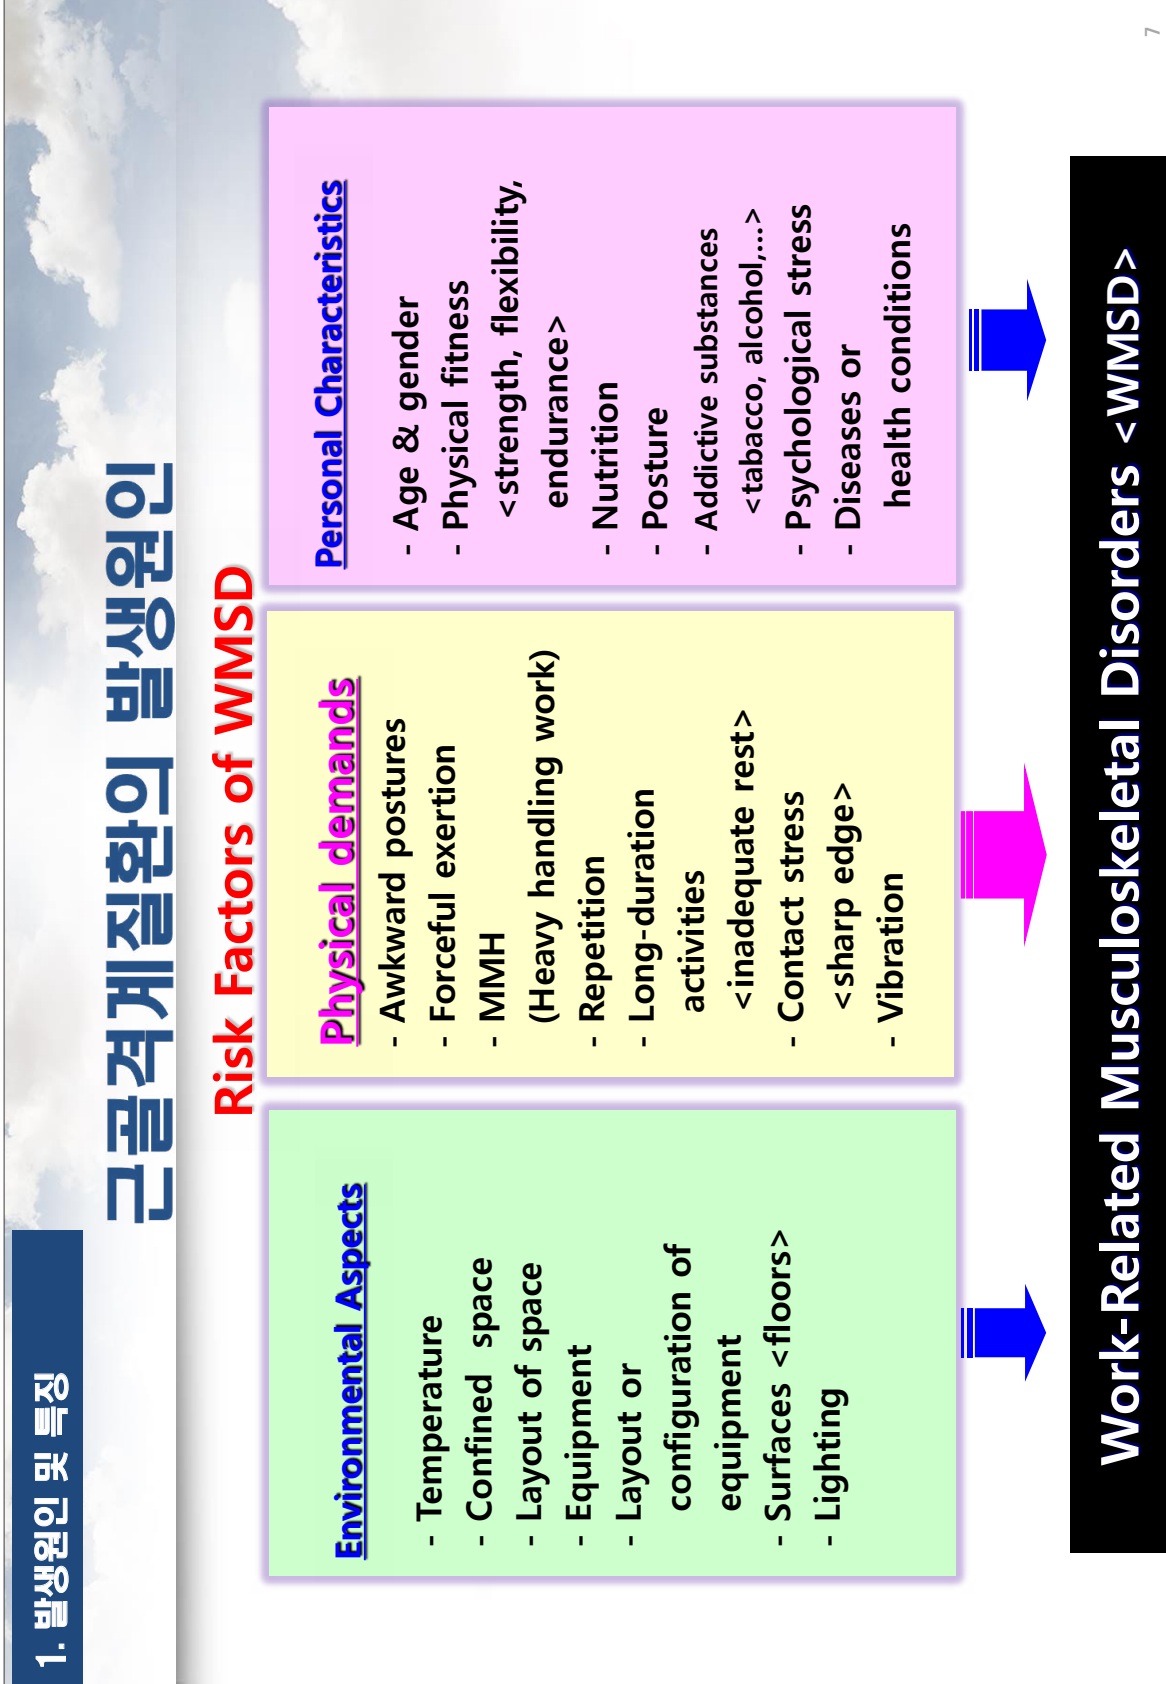 1. 발생원인 및 특징
근골격계질환의 발생원인
Risk Factors of WMSD
Environmental Aspects
- Temperature
- Confined space
- Layout of space
- Equipment
- Layout or
configuration of
equipment
- Surfaces <floors>
- Lighting
Physical demands
- Awkward postures
- Forceful exertion
- MMH
(Heavy handling work)
- Repetition
- Long-duration
activities
<inadequate rest>
- Contact stress
<sharp edge>
- Vibration
Personal Characteristics
- Age & gender
- Physical fitness
<strength, flexibility,
endurance>
- Nutrition
- Posture
- Addictive substances
<tabacco, alcohol,...>
- Psychological stress
- Diseases or
health conditions
Work-Related Musculoskeletal Disorders <WMSD>
7